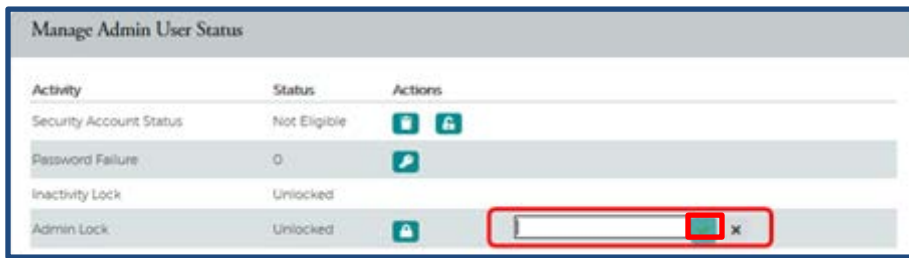 Manage Admin User Status
Activity Status Actions
Security Account Status Not Eligible
Password Failure 0
Inactivity Lock Unlocked
Admin Lock Unlocked